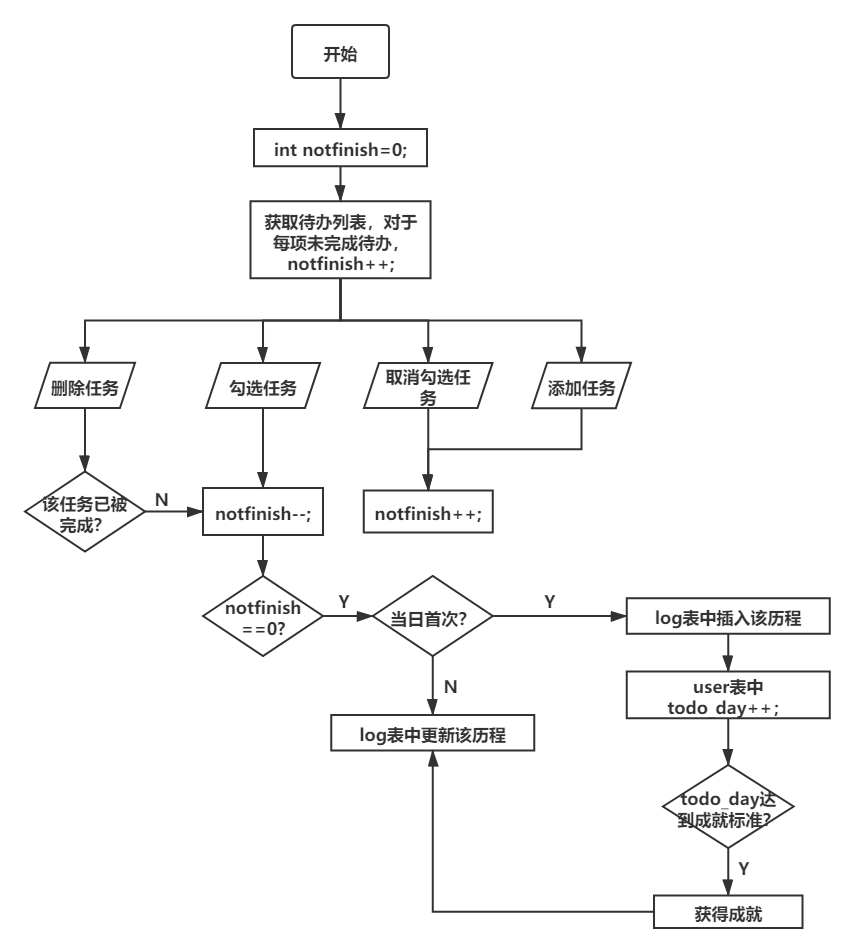 开始
int notfinish=0;
获取待办列表，对于
每项未完成待办，
notfinish++;
删除任务
勾选任务
取消勾选任
务
添加任务
该任务已被
完成？
N
notfinish--;
notfinish++;
notfinish
==0?
Y
当日首次？
Y
log表中插入该历程
N
user表中
todo_day++;
log表中更新该历程
todo_day达
到成就标准？
Y
获得成就